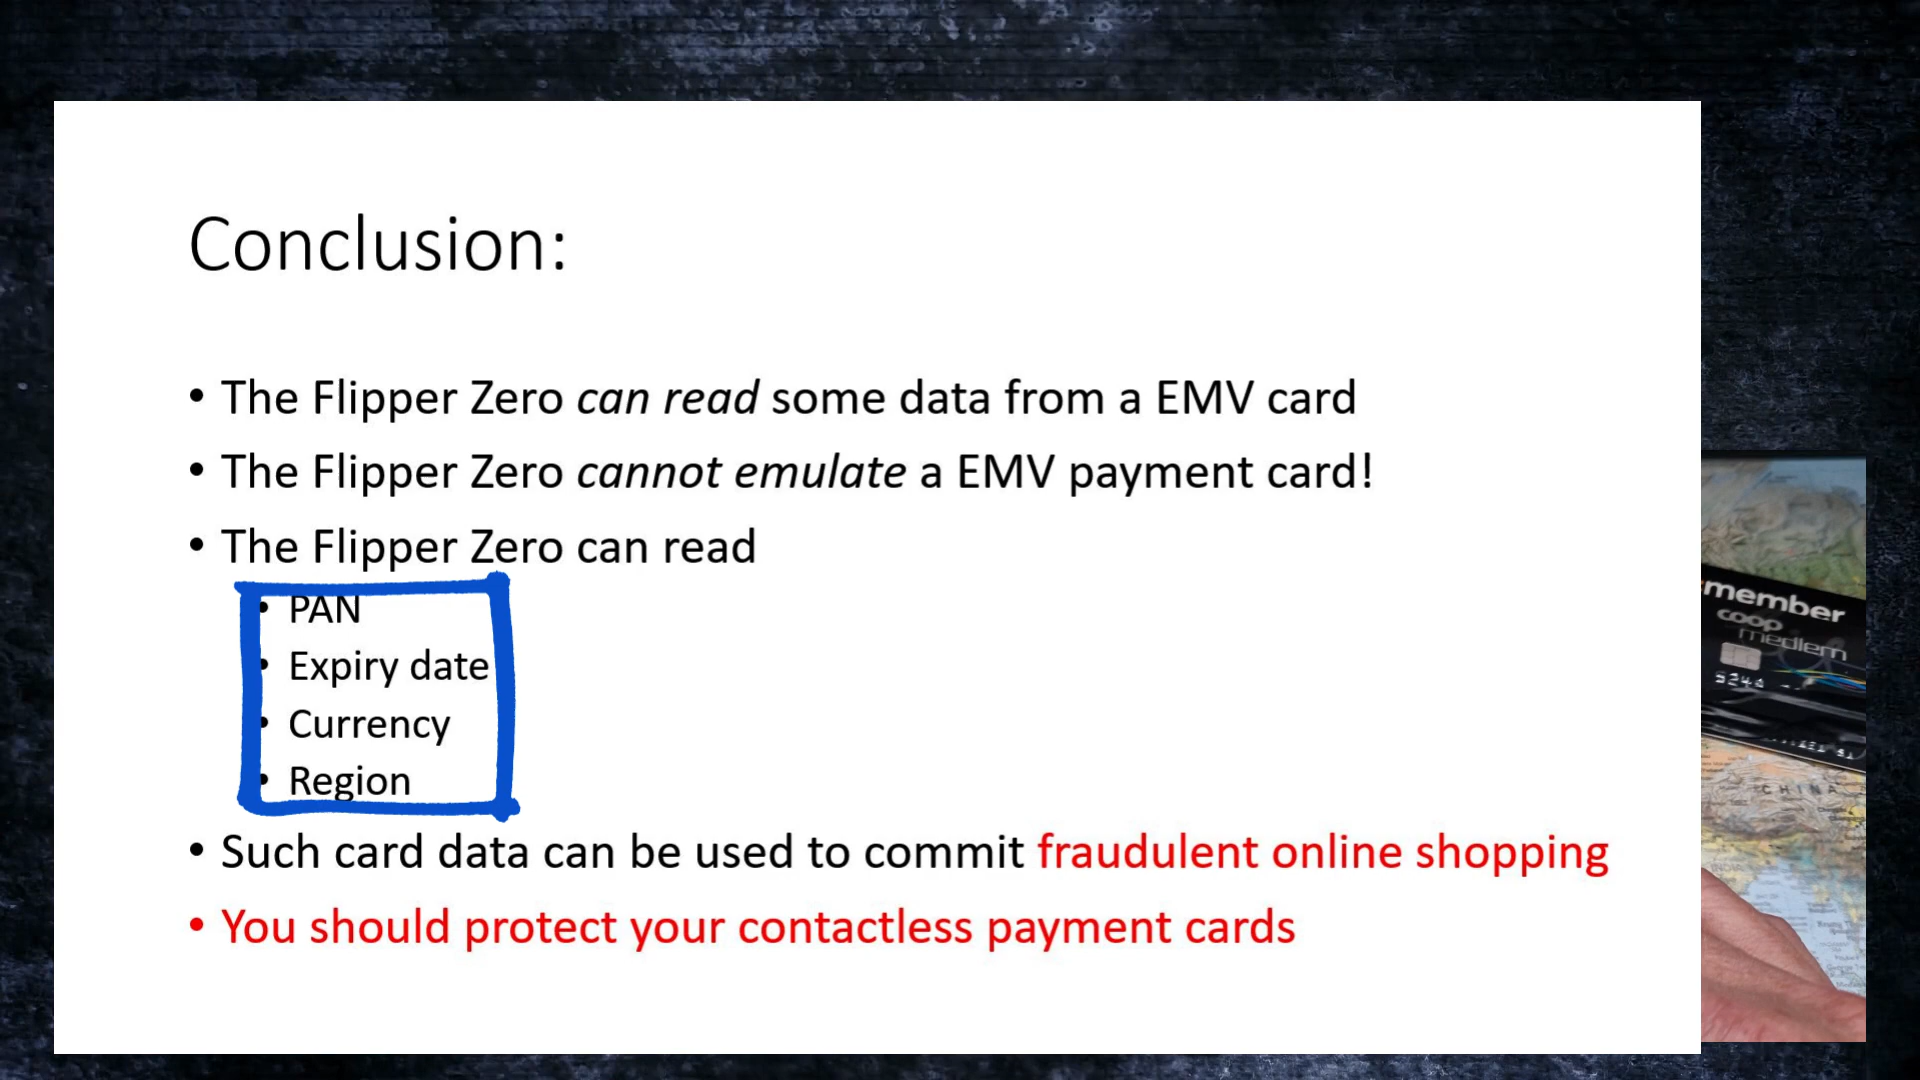 Conclusion:
• The Flipper Zero can read some data from a EMV card
• The Flipper Zero cannot emulate a EMV payment card!
• The Flipper Zero can read
• PAN
• Expiry date
• Currency
• Region
• Such card data can be used to commit fraudulent online shopping
• You should protect your contactless payment cards
member
coop
medlem
CHINA